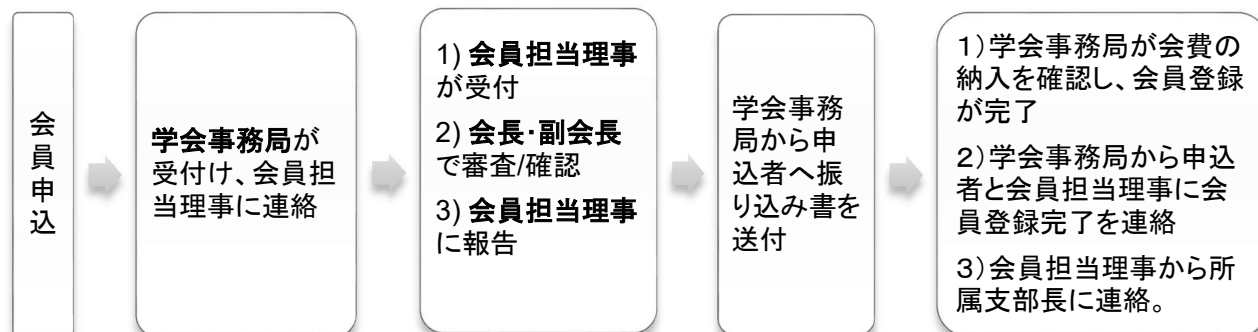 会員申込
学会事務局が
受付け、会員担
当理事に連絡
1) 会員担当理事
が受付
2) 会長・副会長
で審査/確認
3) 会員担当理事
に報告
学会事務
局から申
込者へ振
り込み書を
送付
1)学会事務局が会費の
納入を確認し、会員登録
が完了
2)学会事務局から申込
者と会員担当理事に会
員登録完了を連絡
3)会員担当理事から所
属支部長に連絡。